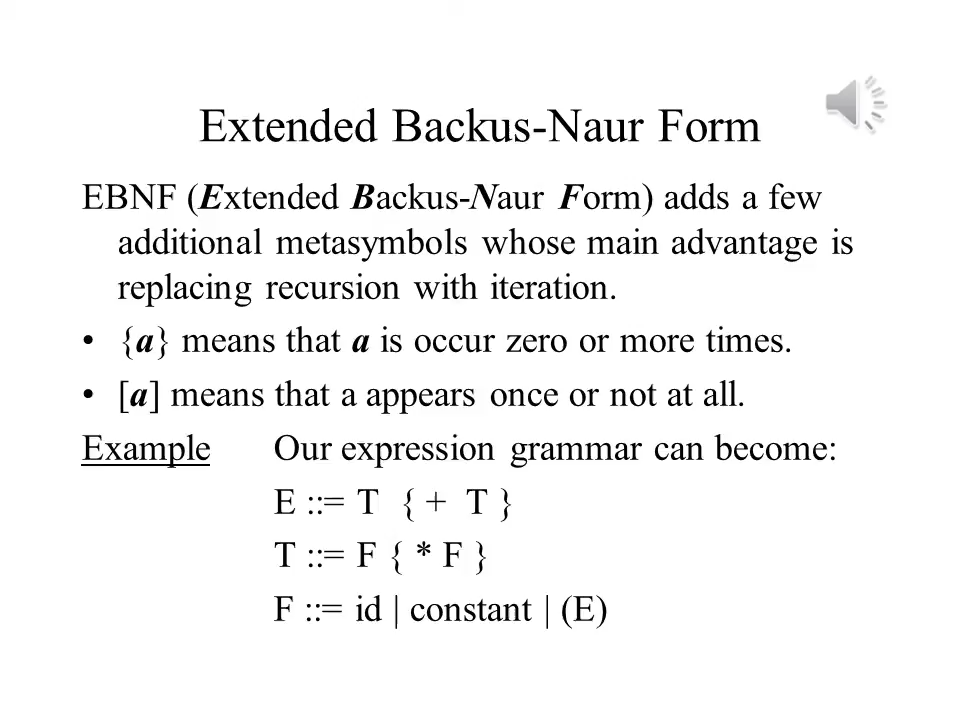 Extended Backus-Naur Form
EBNF (Extended Backus-Naur Form) adds a few
additional metasymbols whose main advantage is
replacing recursion with iteration.
• {a} means that a is occur zero or more times.
• [a] means that a appears once or not at all.
Example Our expression grammar can become:
E ::= T { + T }
T ::= F { * F }
F ::= id | constant | (E)